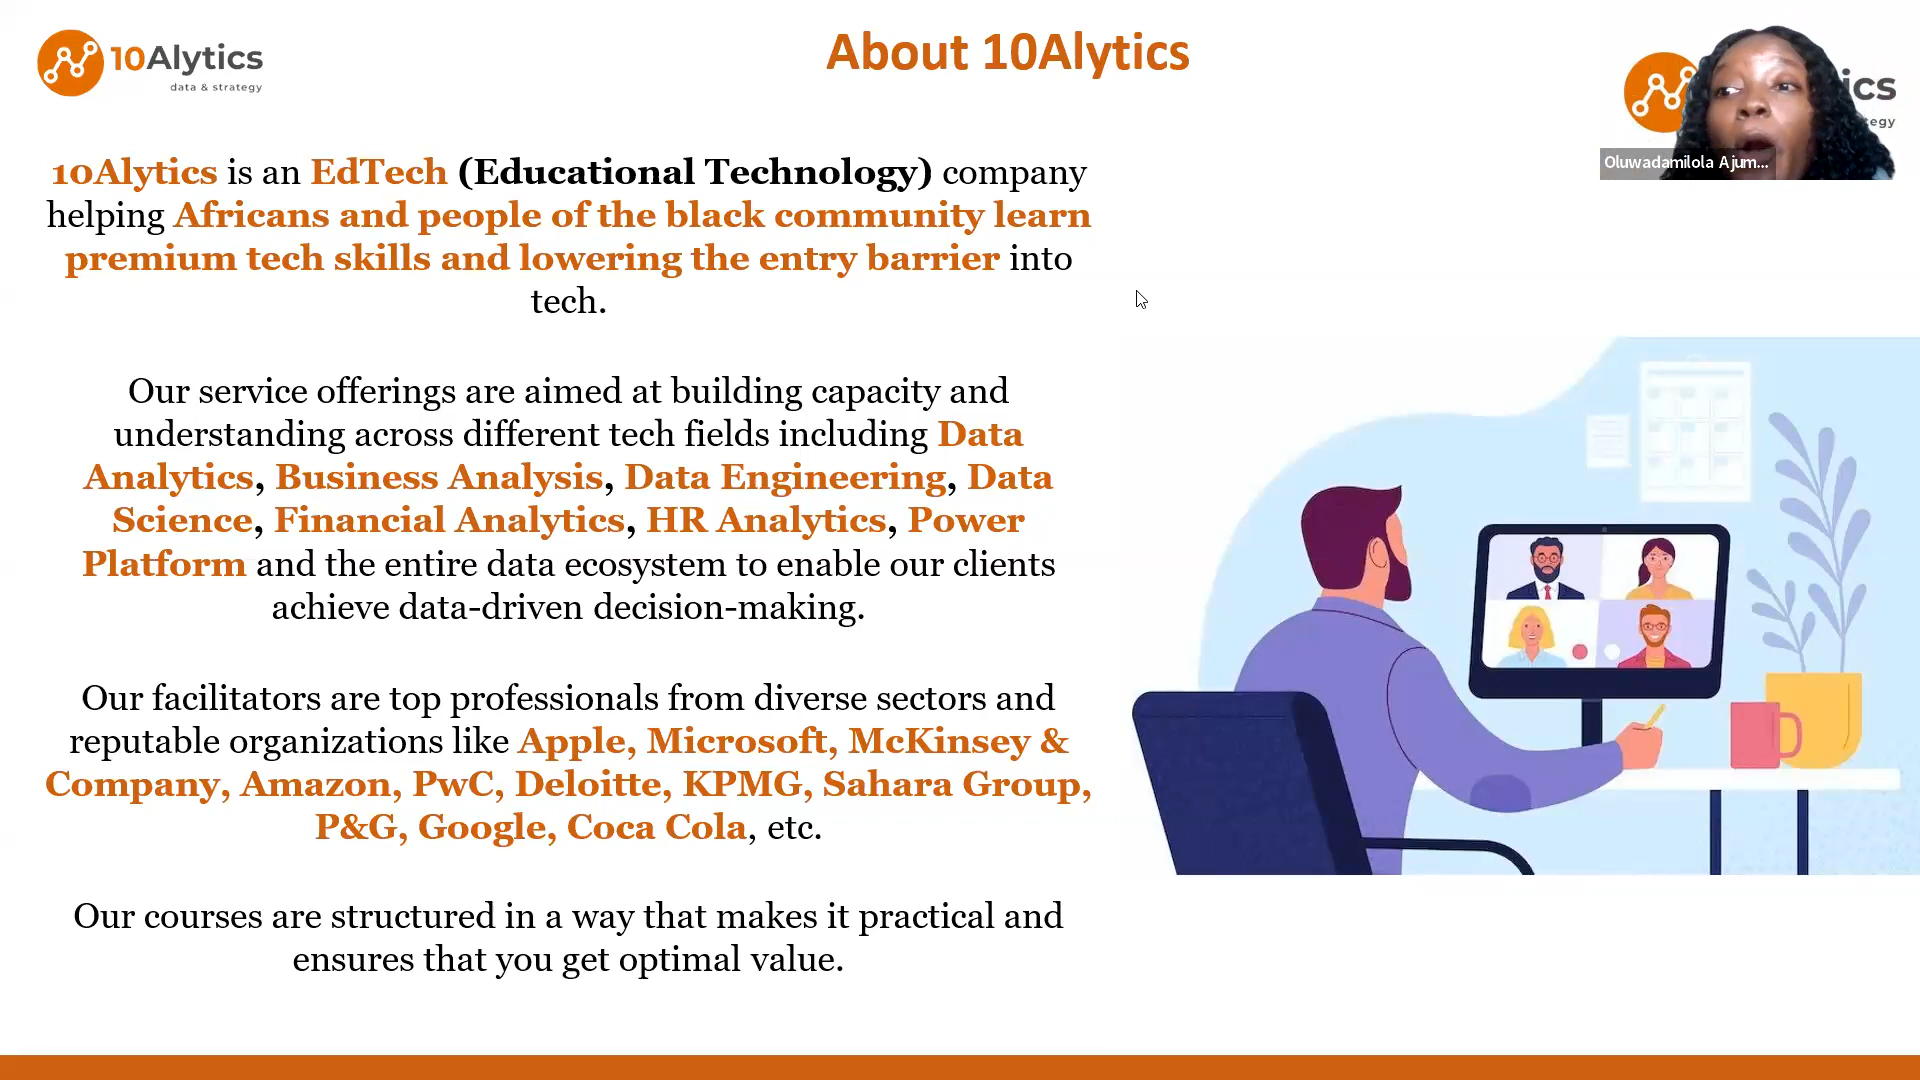 10Alytics
data & strategy
About 10Alytics
ics
tegy
Oluwadamilola Ajum...
10Alytics is an EdTech (Educational Technology) company
helping Africans and people of the black community learn
premium tech skills and lowering the entry barrier into
tech.
Our service offerings are aimed at building capacity and
understanding across different tech fields including Data
Analytics, Business Analysis, Data Engineering, Data
Science, Financial Analytics, HR Analytics, Power
Platform and the entire data ecosystem to enable our clients
achieve data-driven decision-making.
Our facilitators are top professionals from diverse sectors and
reputable organizations like Apple, Microsoft, McKinsey &
Company, Amazon, PwC, Deloitte, KPMG, Sahara Group,
P&G, Google, Coca Cola, etc.
Our courses are structured in a way that makes it practical and
ensures that you get optimal value.